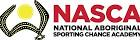 NASCA
NATIONAL ABORIGINAL
SPORTING CHANCE ACADEMY